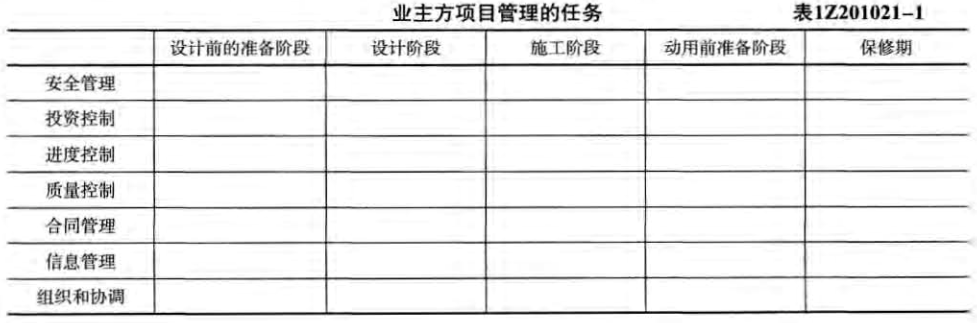 业主方项目管理的任务 表1Z201021-1
设计前的准备阶段 设计阶段 施工阶段 动用前准备阶段 保修期
安全管理
投资控制
进度控制
质量控制
合同管理
信息管理
组织和协调